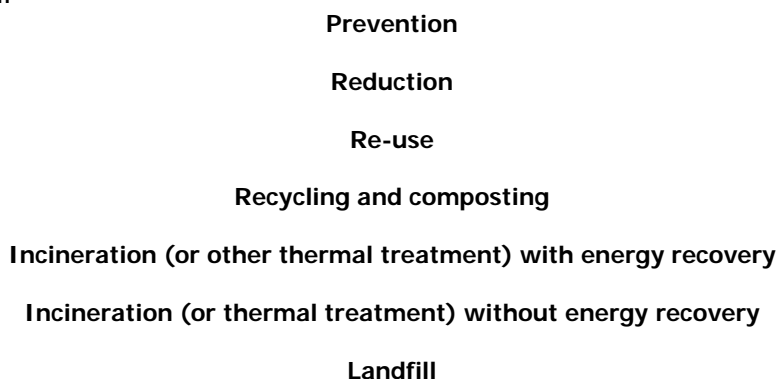 Prevention
Reduction
Re-use
Recycling and composting
Incineration (or other thermal treatment) with energy recovery
Incineration (or thermal treatment) without energy recovery
Landfill